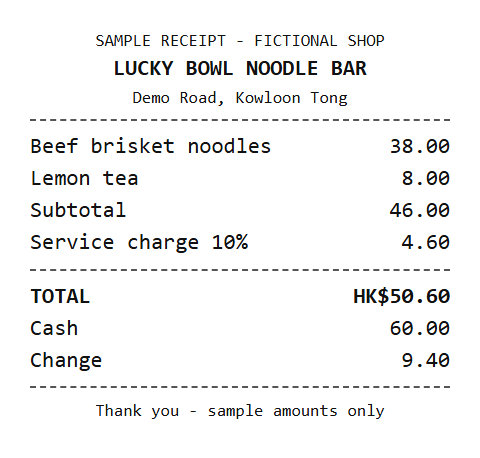 SAMPLE RECEIPT - FICTIONAL SHOP
LUCKY BOWL NOODLE BAR
Demo Road, Kowloon Tong
Beef brisket noodles 38.00
Lemon tea 8.00
Subtotal 46.00
Service charge 10% 4.60
TOTAL HK$50.60
Cash 60.00
Change 9.40
Thank you - sample amounts only